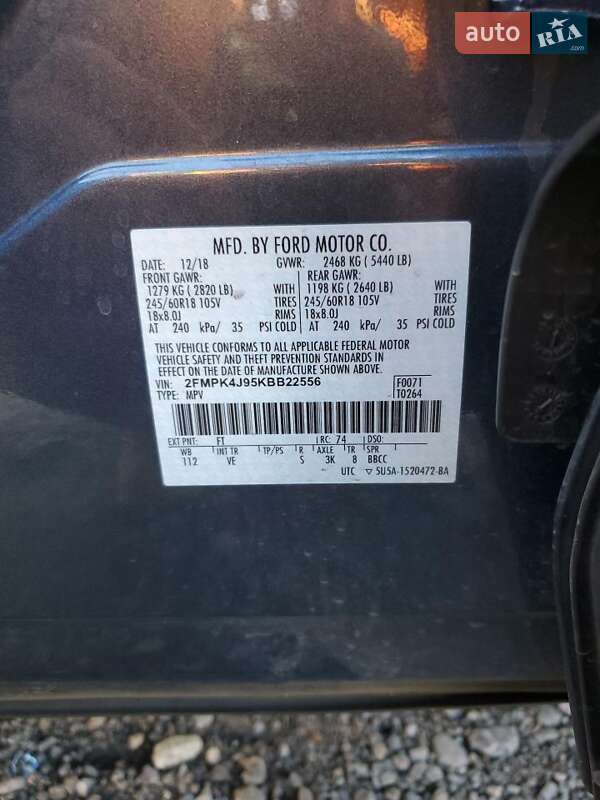 auto RIA.com
MFD. BY FORD MOTOR CO.
DATE: 12/18 GVWR: 2468 KG ( 5440 LB)
FRONT GAWR: REAR GAWR:
1279 KG ( 2820 LB) WITH 1198 KG ( 2640 LB) WITH
245/60R18 105V TIRES 245/60R18 105V TIRES
18x8.0J RIMS 18x8.0J RIMS
AT 240 kPa/ 35 PSI COLD AT 240 kPa/ 35 PSI COLD
THIS VEHICLE CONFORMS TO ALL APPLICABLE FEDERAL MOTOR
VEHICLE SAFETY AND THEFT PREVENTION STANDARDS IN
EFFECT ON THE DATE OF MANUFACTURE SHOWN ABOVE.
VIN: 2FMPK4J95KBB22556 F0071
TYPE: MPV T0264
EXT PNT: FT RC: 74 DSO:
WB INT TR TP/PS R AXLE TR SPR
112 VE S 3K 8 BBCC
UTC ▽ 5U5A-1520472-BA